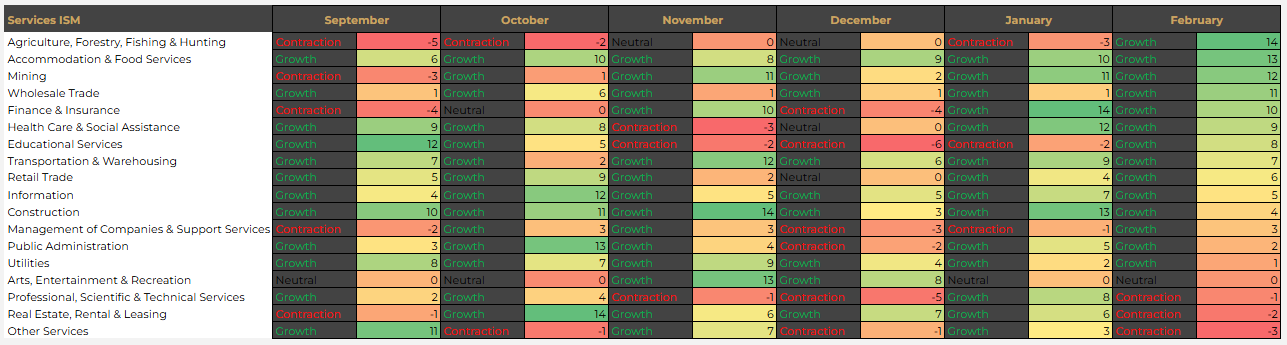 Services ISM September October November December January February
Agriculture, Forestry, Fishing & Hunting Contraction -5 Contraction -2 Neutral 0 Neutral 0 Contraction -3 Growth 14
Accommodation & Food Services Growth 6 Growth 10 Growth 8 Growth 9 Growth 10 Growth 13
Mining Contraction -3 Growth 1 Growth 11 Growth 2 Growth 11 Growth 12
Wholesale Trade Growth 1 Growth 6 Growth 1 Growth 1 Growth 1 Growth 11
Finance & Insurance Contraction -4 Neutral 0 Growth 10 Contraction -4 Growth 14 Growth 10
Health Care & Social Assistance Growth 9 Growth 8 Contraction -3 Neutral 0 Growth 12 Growth 9
Educational Services Growth 12 Growth 5 Contraction -2 Contraction -6 Contraction -2 Growth 8
Transportation & Warehousing Growth 7 Growth 2 Growth 12 Growth 6 Growth 9 Growth 7
Retail Trade Growth 5 Growth 9 Growth 2 Neutral 0 Growth 4 Growth 6
Information Growth 4 Growth 12 Growth 5 Growth 5 Growth 7 Growth 5
Construction Growth 10 Growth 11 Growth 14 Growth 3 Growth 13 Growth 4
Management of Companies & Support Services Contraction -2 Growth 3 Growth 3 Contraction -3 Contraction -1 Growth 3
Public Administration Growth 3 Growth 13 Growth 4 Contraction -2 Growth 5 Growth 2
Utilities Growth 8 Growth 7 Growth 9 Growth 4 Growth 2 Growth 1
Arts, Entertainment & Recreation Neutral 0 Neutral 0 Growth 13 Growth 8 Neutral 0 Neutral 0
Professional, Scientific & Technical Services Growth 2 Growth 4 Contraction -1 Contraction -5 Growth 8 Contraction -1
Real Estate, Rental & Leasing Contraction -1 Growth 14 Growth 6 Growth 7 Growth 6 Contraction -2
Other Services Growth 11 Contraction -1 Growth 7 Contraction -1 Growth 3 Contraction -3